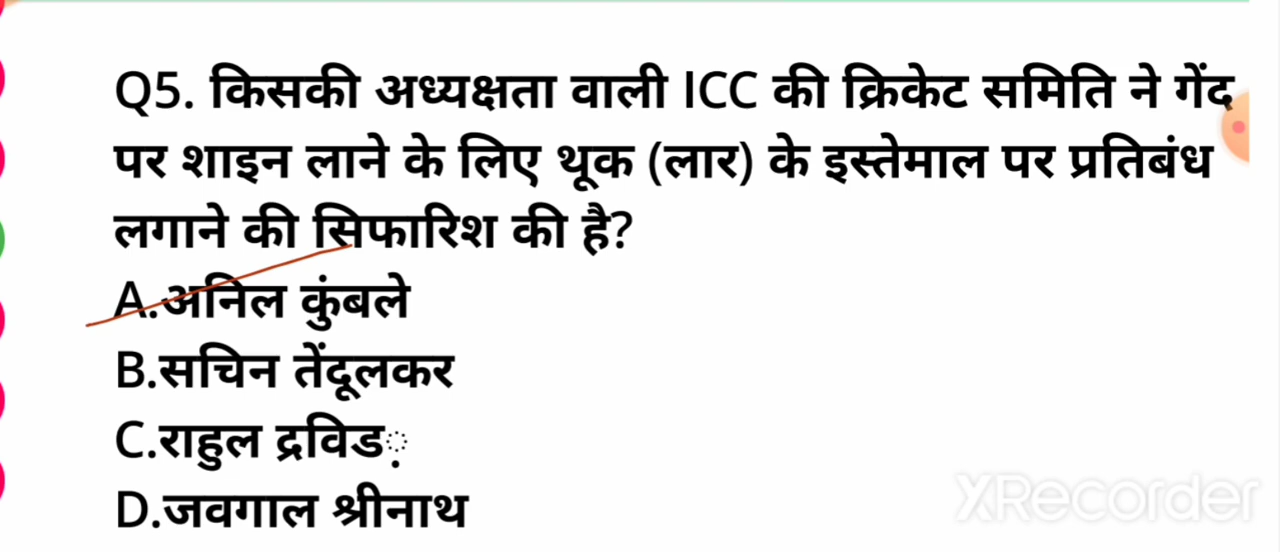 Q5. किसकी अध्यक्षता वाली ICC की क्रिकेट समिति ने गेंद
पर शाइन लाने के लिए थूक (लार) के इस्तेमाल पर प्रतिबंध
लगाने की सिफारिश की है?
A.अनिल कुंबले
B.सचिन तेंदूलकर
C.राहुल द्रविड़
D.जवगाल श्रीनाथ
XRecorder